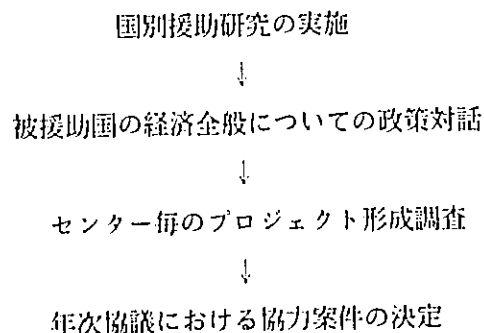 国別援助研究の実施
↓
被援助国の経済全般についての政策対話
↓
センター毎のプロジェクト形成調査
↓
年次協議における協力案件の決定